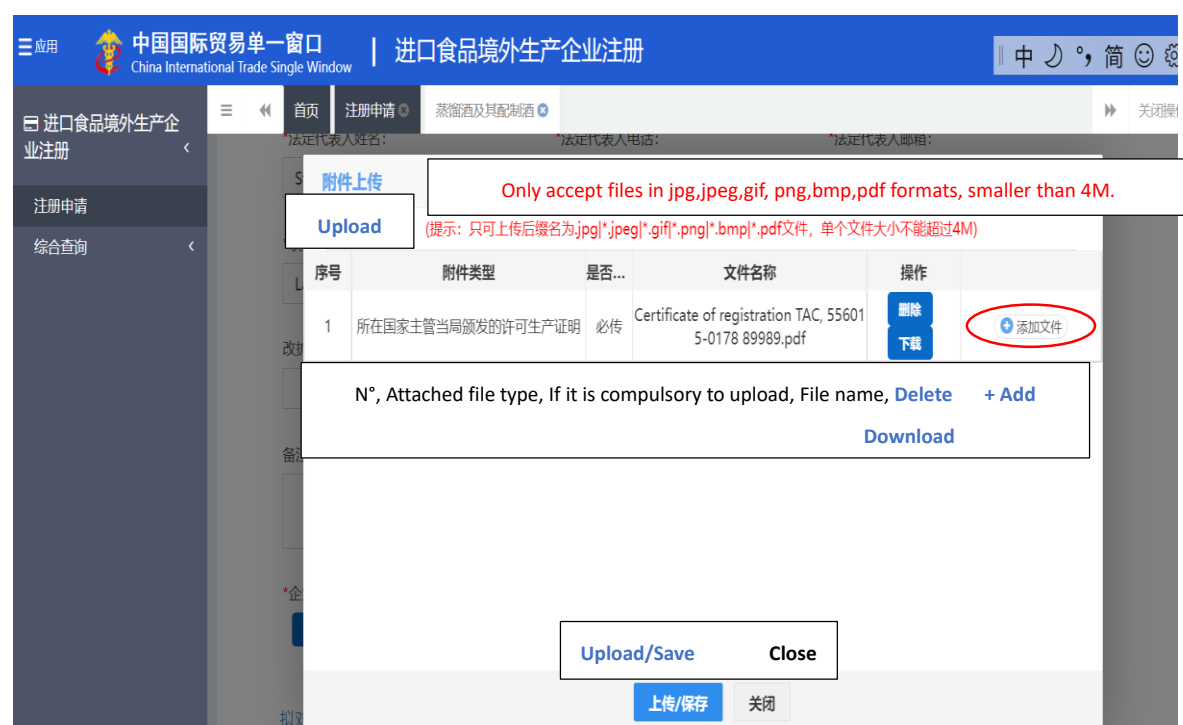 应用
中国国际贸易单一窗口
China International Trade Single Window
| 进口食品境外生产企业注册
中 简
进口食品境外生产企
业注册
首页
注册申请
蒸馏酒及其配制酒
关闭操作
*法定代表人姓名:
*法定代表人电话:
*法定代表人邮箱:
注册申请
综合查询
附件上传
Only accept files in jpg,jpeg,gif, png,bmp,pdf formats, smaller than 4M.
Upload
(提示：只可上传后缀名为.jpg|*.jpeg|*.gif|*.png|*.bmp|*.pdf文件，单个文件大小不能超过4M)
序号 附件类型 是否... 文件名称 操作
1 所在国家主管当局颁发的许可生产证明 必传
Certificate of registration TAC, 55601
5-0178 89989.pdf
删除
下载
添加文件
N°, Attached file type, If it is compulsory to upload, File name, Delete + Add
Download
*企
Upload/Save Close
上传/保存 关闭
拟对